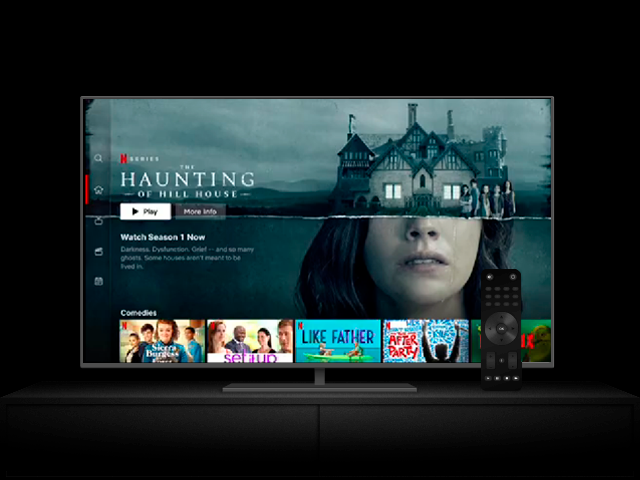 N SERIES
THE
HAUNTING
OF HILL HOUSE
Play
More Info
Watch Season 1 Now
Darkness. Dysfunction. Grief — and so many
ghosts. Some houses aren't meant to be
lived in.
Comedies
N
Sierra
Burgess
set it up
LIKE FATHER
THE
AFTER
PARTY